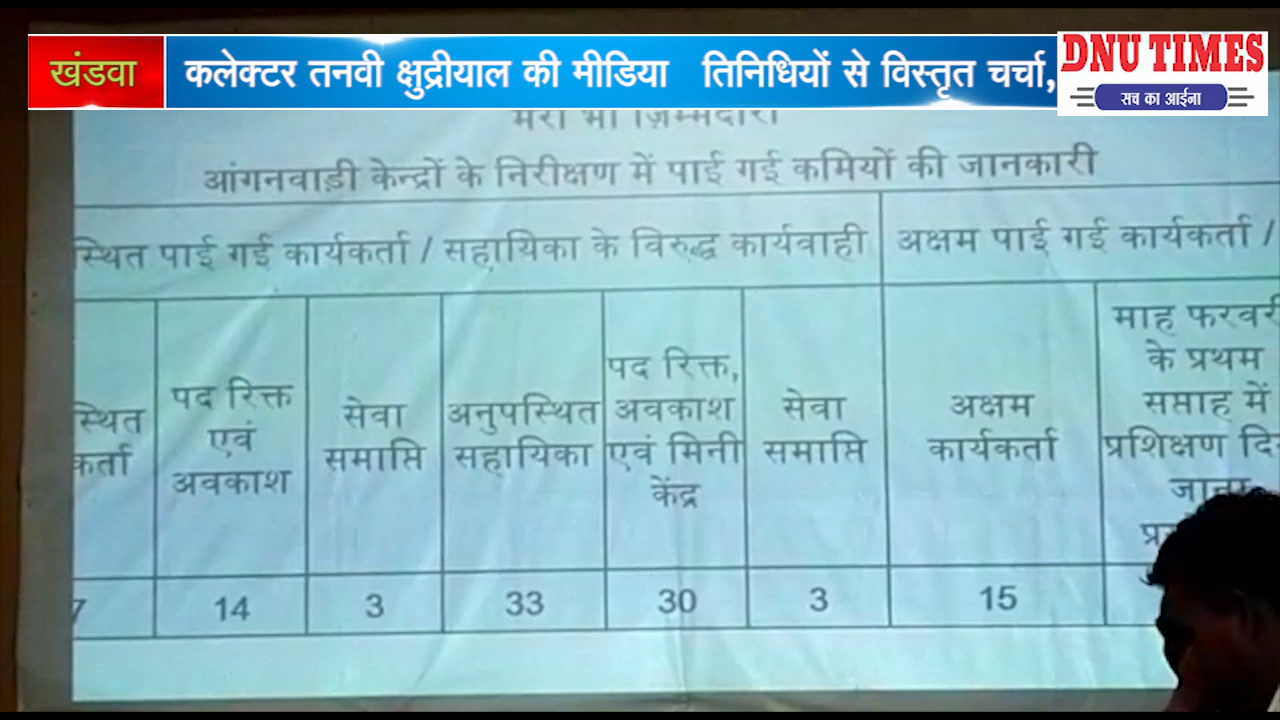 खंडवा
कलेक्टर तनवी क्षुद्रीयाल की मीडिया तिनिधियों से विस्तृत चर्चा,
DNU TIMES
सच का आईना
आंगनवाड़ी केन्द्रों के निरीक्षण में पाई गई कमियों की जानकारी
स्थित पाई गई कार्यकर्ता / सहायिका के विरुद्ध कार्यवाही
अक्षम पाई गई कार्यकर्ता /
स्थित
कर्ता
पद रिक्त
एवं
अवकाश
सेवा
समाप्ति
अनुपस्थित
सहायिका
पद रिक्त,
अवकाश
एवं मिनी
केंद्र
सेवा
समाप्ति
अक्षम
कार्यकर्ता
माह फरवरी
के प्रथम
सप्ताह में
प्रशिक्षण दि
7 14 3 33 30 3 15